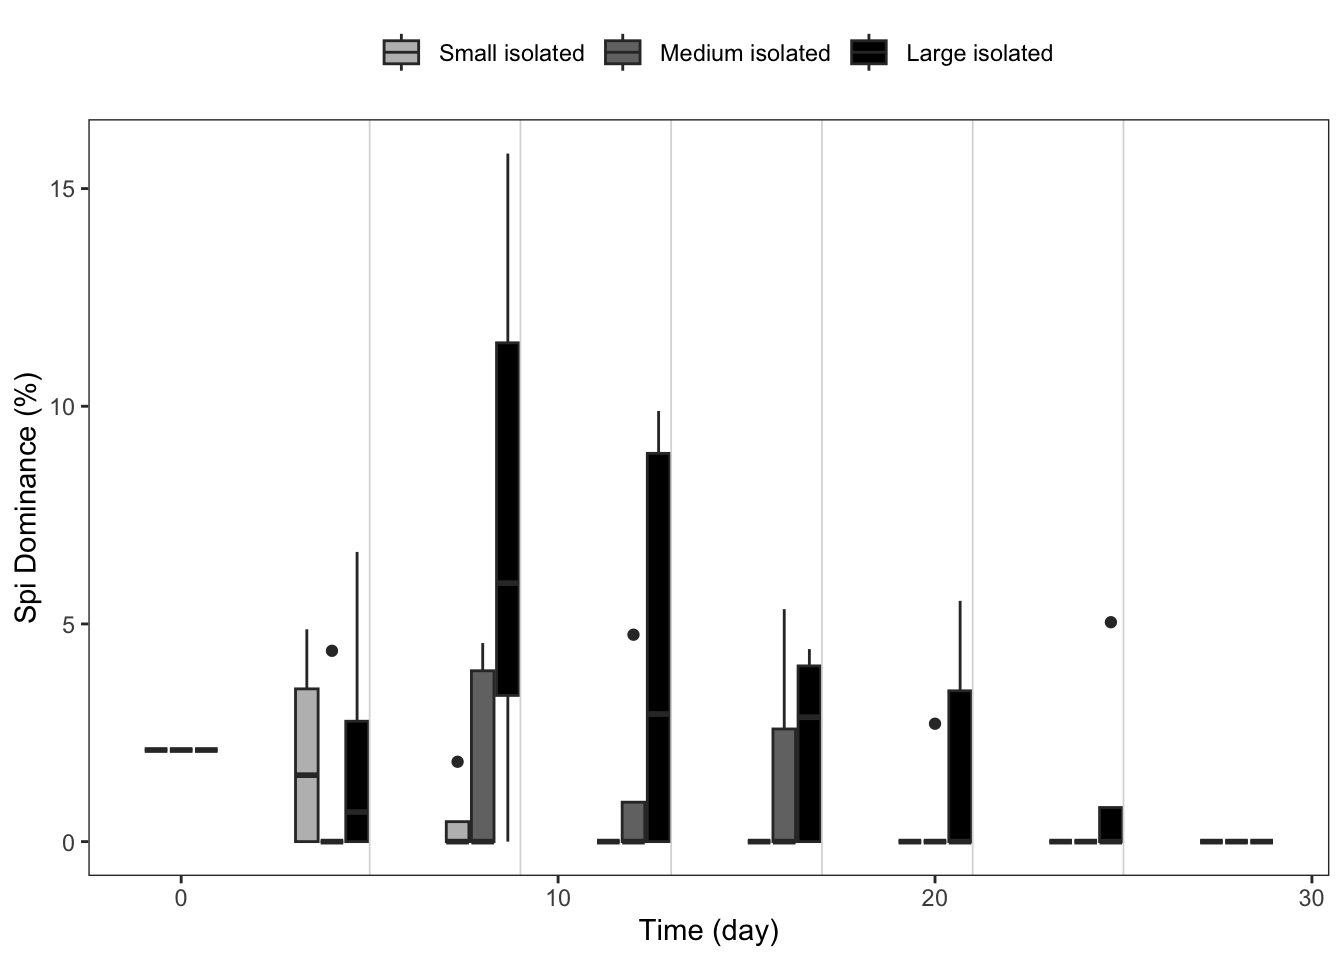 Small isolated Medium isolated Large isolated
Spi Dominance (%)
15
10
5
0
0 10 20 30
Time (day)